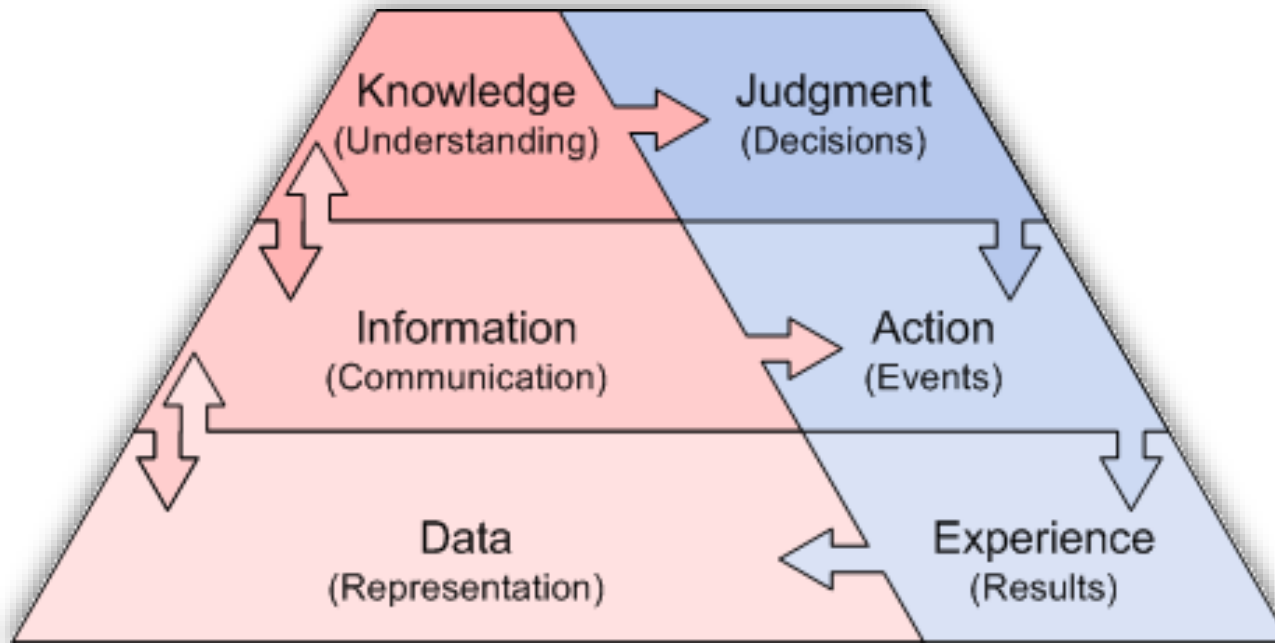 Knowledge
(Understanding)
Judgment
(Decisions)
Information
(Communication)
Action
(Events)
Data
(Representation)
Experience
(Results)